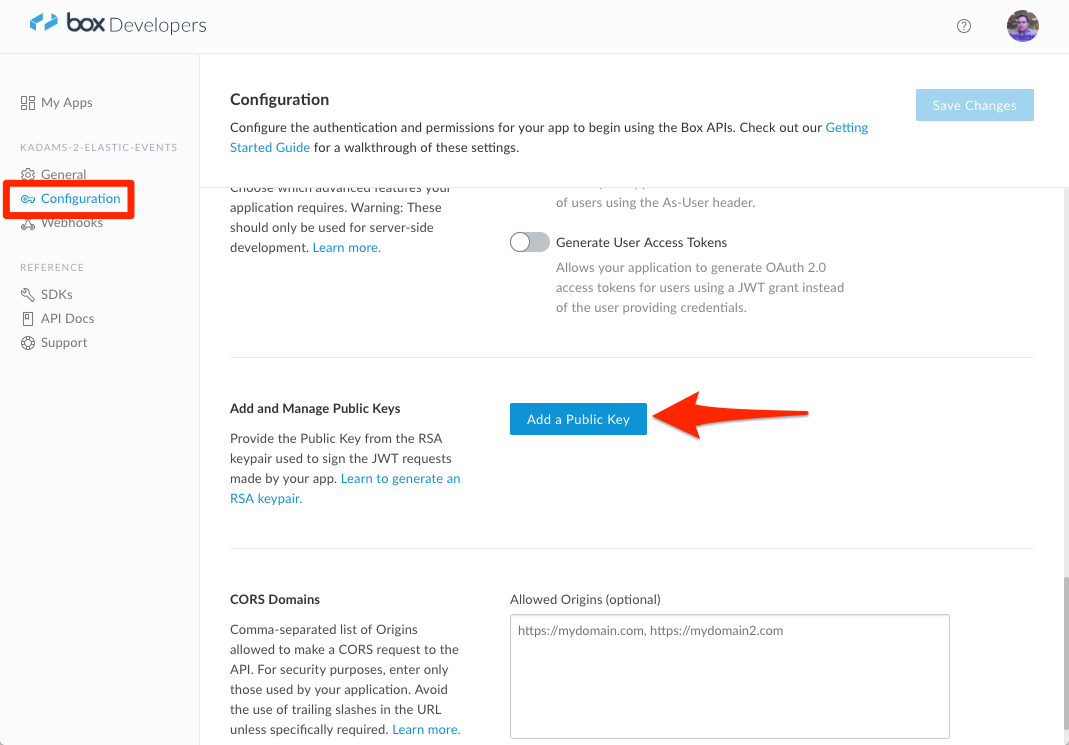 box Developers
My Apps
KADAMS-2-ELASTIC-EVENTS
General
Configuration
Webhooks
REFERENCE
SDKs
API Docs
Support
Configuration
Save Changes
Configure the authentication and permissions for your app to begin using the Box APIs. Check out our Getting
Started Guide for a walkthrough of these settings.
Choose which advanced features your
application requires. Warning: These
should only be used for server-side
development. Learn more.
of users using the As-User header.
Generate User Access Tokens
Allows your application to generate OAuth 2.0
access tokens for users using a JWT grant instead
of the user providing credentials.
Add and Manage Public Keys
Provide the Public Key from the RSA
keypair used to sign the JWT requests
made by your app. Learn to generate an
RSA keypair.
Add a Public Key
CORS Domains
Comma-separated list of Origins
allowed to make a CORS request to the
API. For security purposes, enter only
those used by your application. Avoid
the use of trailing slashes in the URL
unless specifically required. Learn more.
Allowed Origins (optional)
https://mydomain.com, https://mydomain2.com